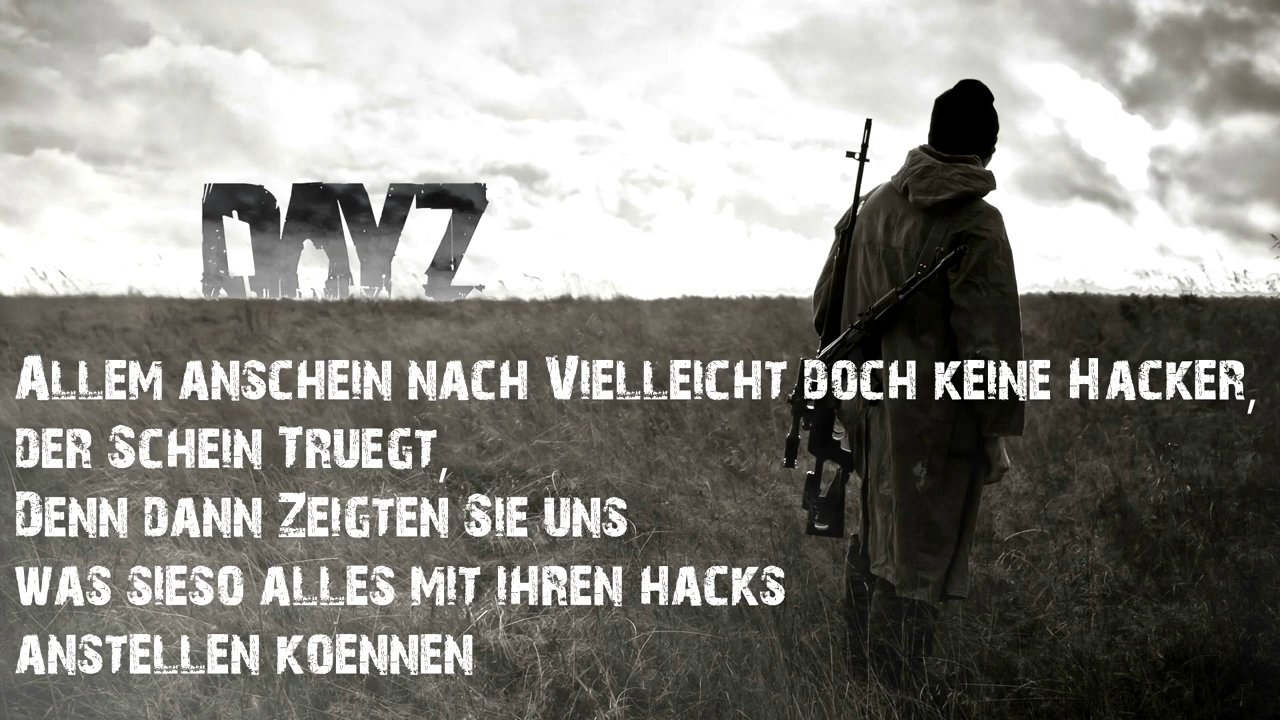 DAYZ
Allem anschein nach Vielleicht doch keine Hacker,
der Schein Truegt,
Denn dann Zeigten Sie uns
was sieso alles mit ihren hacks
anstellen koennen